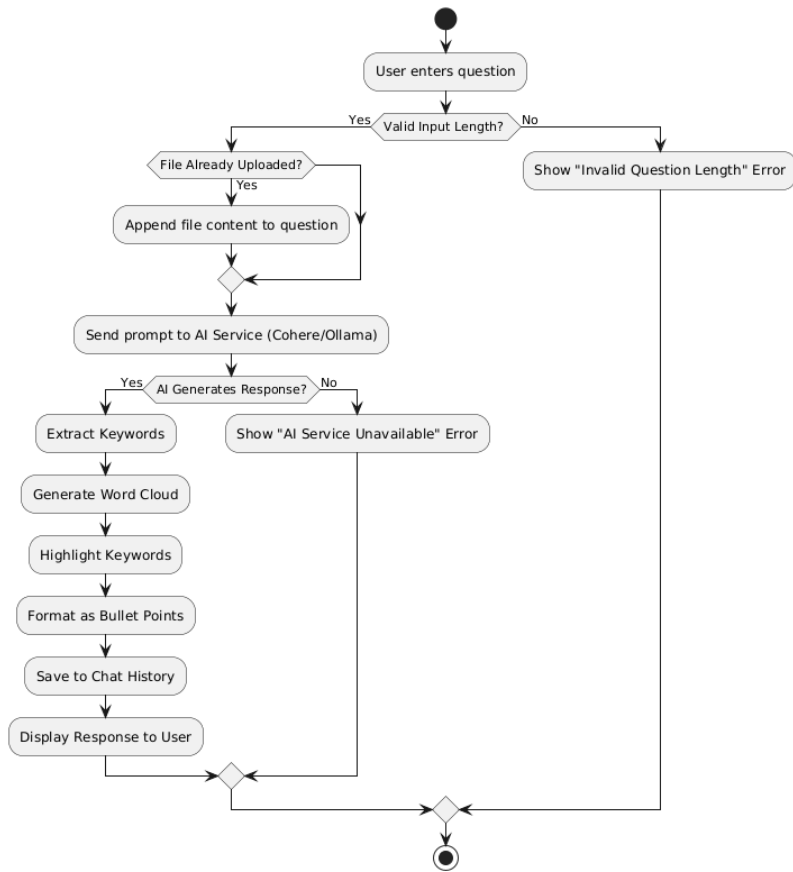 User enters question
Yes
Valid Input Length?
No
File Already Uploaded?
Show "Invalid Question Length" Error
Yes
Append file content to question
Send prompt to AI Service (Cohere/Ollama)
Yes
AI Generates Response?
No
Extract Keywords
Show "AI Service Unavailable" Error
Generate Word Cloud
Highlight Keywords
Format as Bullet Points
Save to Chat History
Display Response to User